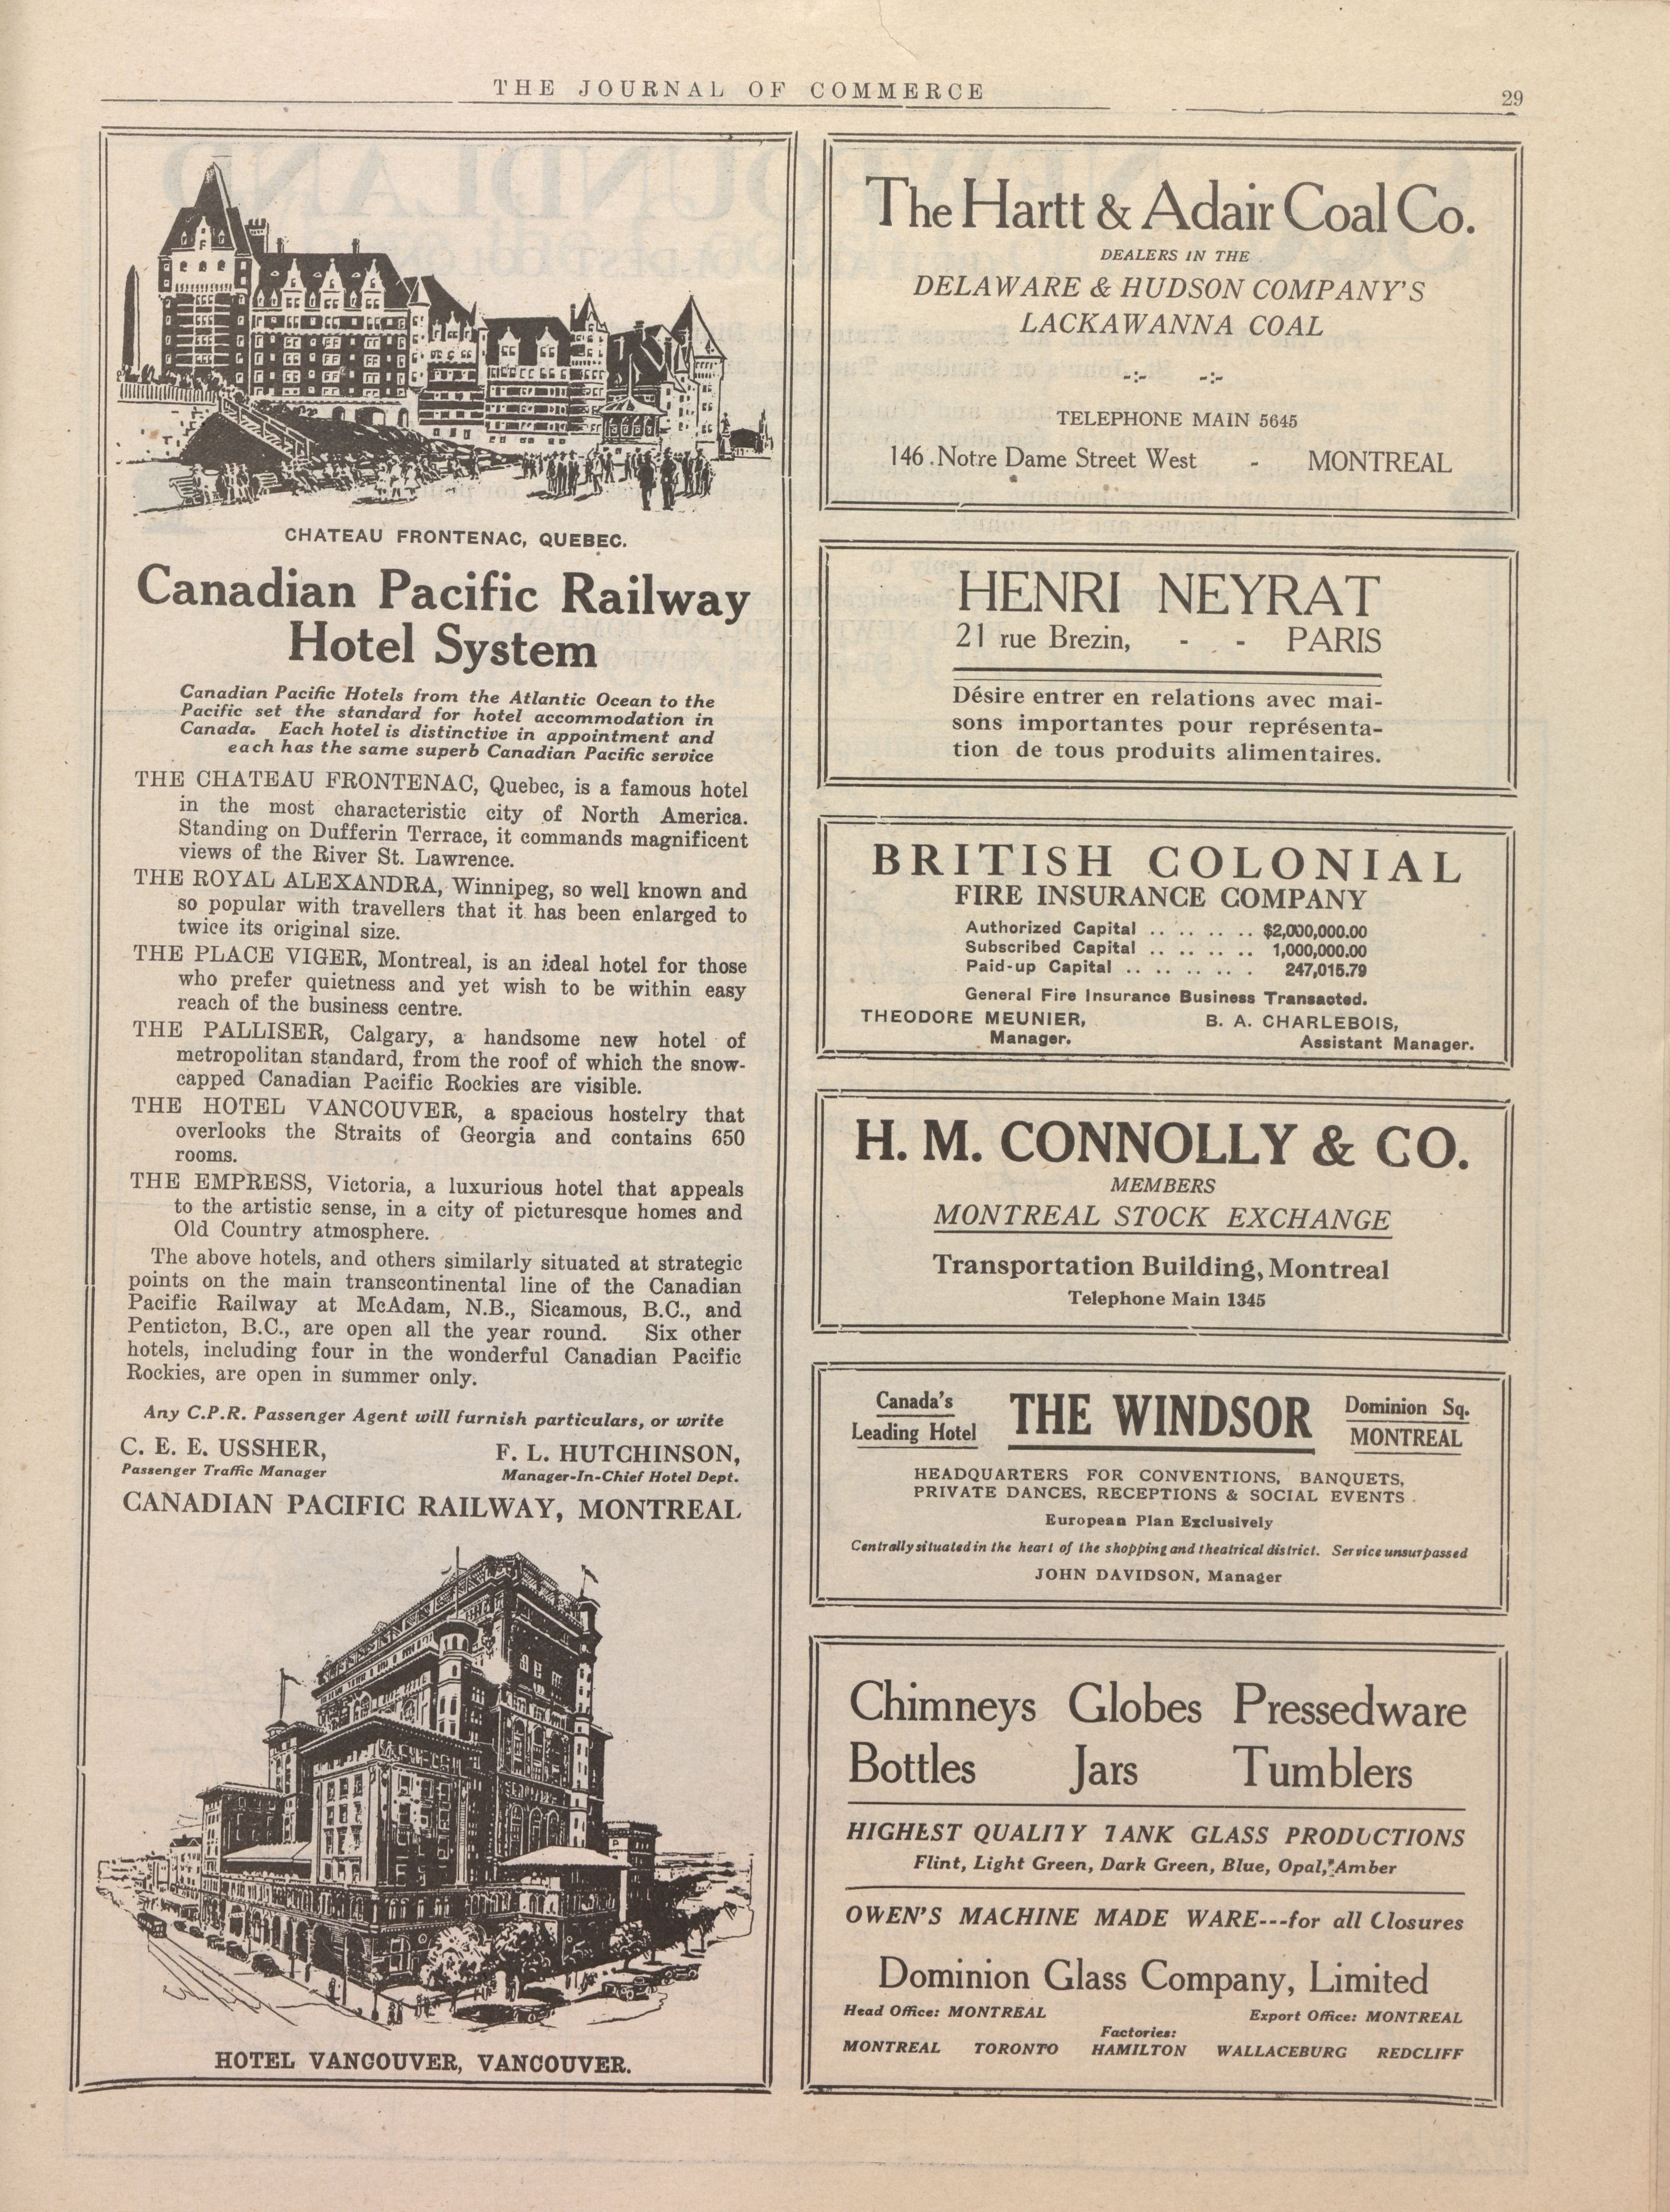 THE JOURNAL OF COMMERCE
29
CHATEAU FRONTENAC, QUEBEC.
Canadian Pacific Railway
Hotel System
Canadian Pacific Hotels from the Atlantic Ocean to the
Pacific set the standard for hotel accommodation in
Canada. Each hotel is distinctive in appointment and
each has the same superb Canadian Pacific service
THE CHATEAU FRONTENAC, Quebec, is a famous hotel
in the most characteristic city of North America.
Standing on Dufferin Terrace, it commands magnificent
views of the River St. Lawrence.
THE ROYAL ALEXANDRA, Winnipeg, so well known and
so popular with travellers that it has been enlarged to
twice its original size.
THE PLACE VIGER, Montreal, is an ideal hotel for those
who prefer quietness and yet wish to be within easy
reach of the business centre.
THE PALLISER, Calgary, a handsome new hotel of
metropolitan standard, from the roof of which the snow-
capped Canadian Pacific Rockies are visible.
THE HOTEL VANCOUVER, a spacious hostelry that
overlooks the Straits of Georgia and contains 650
rooms.
THE EMPRESS, Victoria, a luxurious hotel that appeals
to the artistic sense, in a city of picturesque homes and
Old Country atmosphere.
The above hotels, and others similarly situated at strategic
points on the main transcontinental line of the Canadian
Pacific Railway at McAdam, N.B., Sicamous, B.C., and
Penticton, B.C., are open all the year round. Six other
hotels, including four in the wonderful Canadian Pacific
Rockies, are open in summer only.
Any C.P.R. Passenger Agent will furnish particulars, or write
C. E. E. USSHER, F. L. HUTCHINSON,
Passenger Traffic Manager Manager-In-Chief Hotel Dept.
CANADIAN PACIFIC RAILWAY, MONTREAL
HOTEL VANCOUVER, VANCOUVER.
The Hartt & Adair Coal Co.
DEALERS IN THE
DELAWARE & HUDSON COMPANY'S
LACKAWANNA COAL
-:- -:-
TELEPHONE MAIN 5645
146 Notre Dame Street West - MONTREAL
HENRI NEYRAT
21 rue Brezin, - - PARIS
Désire entrer en relations avec mai-
sons importantes pour représenta-
tion de tous produits alimentaires.
BRITISH COLONIAL
FIRE INSURANCE COMPANY
Authorized Capital .. .. .. .. $2,000,000.00
Subscribed Capital .. .. .. .. 1,000,000.00
Paid-up Capital .. .. .. .. . 247,015.79
General Fire Insurance Business Transacted.
THEODORE MEUNIER, B. A. CHARLEBOIS,
Manager. Assistant Manager.
H. M. CONNOLLY & CO.
MEMBERS
MONTREAL STOCK EXCHANGE
Transportation Building, Montreal
Telephone Main 1345
Canada's THE WINDSOR Dominion Sq.
Leading Hotel MONTREAL
HEADQUARTERS FOR CONVENTIONS, BANQUETS,
PRIVATE DANCES, RECEPTIONS & SOCIAL EVENTS.
European Plan Exclusively
Centrally situated in the heart of the shopping and theatrical district. Service unsurpassed
JOHN DAVIDSON, Manager
Chimneys Globes Pressedware
Bottles Jars Tumblers
HIGHEST QUALITY TANK GLASS PRODUCTIONS
Flint, Light Green, Dark Green, Blue, Opal, Amber
OWEN'S MACHINE MADE WARE---for all Closures
Dominion Glass Company, Limited
Head Office: MONTREAL Export Office: MONTREAL
Factories:
MONTREAL TORONTO HAMILTON WALLACEBURG REDCLIFF